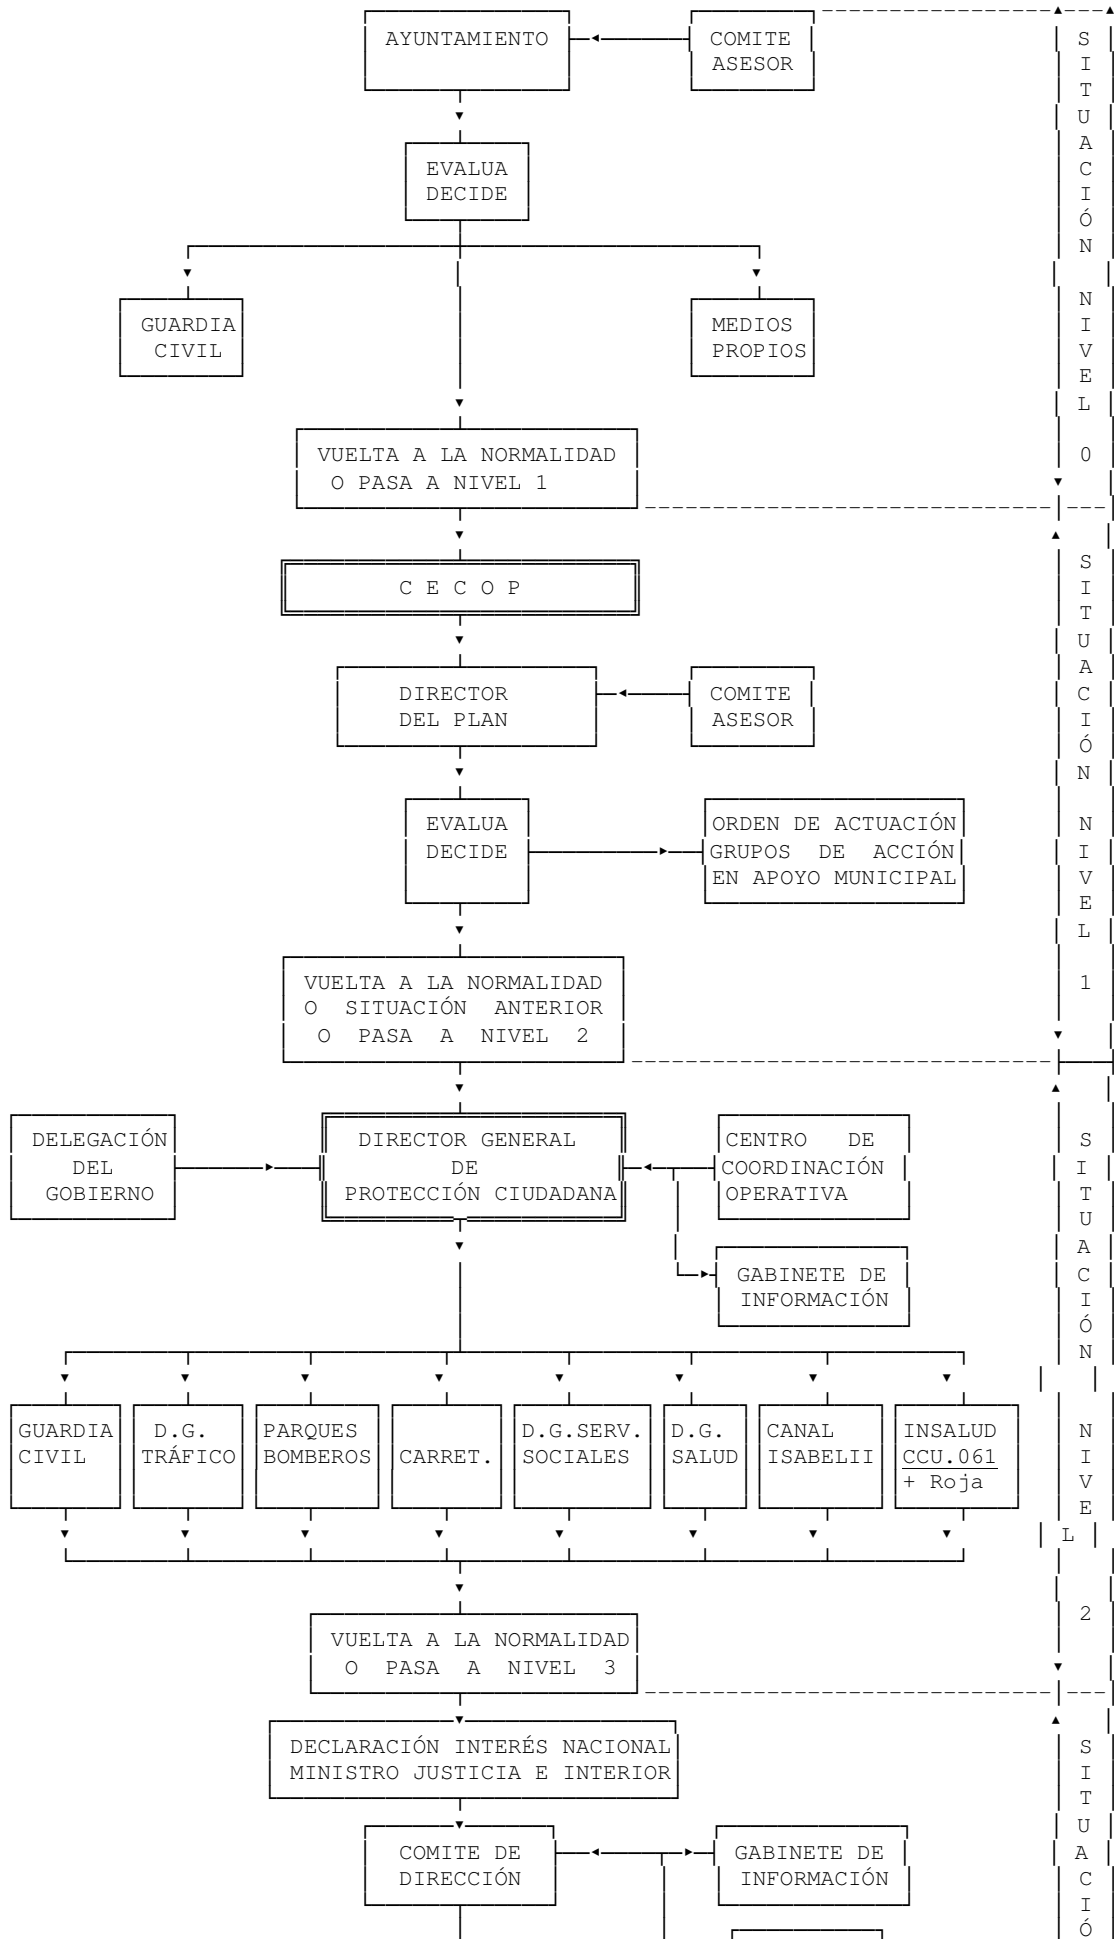 AYUNTAMIENTO
COMITE
ASESOR
EVALUA
DECIDE
GUARDIA
CIVIL
MEDIOS
PROPIOS
VUELTA A LA NORMALIDAD
O PASA A NIVEL 1
SITUACIÓN NIVEL 0
C E C O P
DIRECTOR
DEL PLAN
COMITE
ASESOR
EVALUA
DECIDE
ORDEN DE ACTUACIÓN
GRUPOS DE ACCIÓN
EN APOYO MUNICIPAL
VUELTA A LA NORMALIDAD
O SITUACIÓN ANTERIOR
O PASA A NIVEL 2
SITUACIÓN NIVEL 1
DELEGACIÓN
DEL
GOBIERNO
DIRECTOR GENERAL
DE
PROTECCIÓN CIUDADANA
CENTRO DE
COORDINACIÓN
OPERATIVA
GABINETE DE
INFORMACIÓN
GUARDIA
CIVIL
D.G.
TRÁFICO
PARQUES
BOMBEROS
CARRET.
D.G.SERV.
SOCIALES
D.G.
SALUD
CANAL
ISABELII
INSALUD
CCU.061
+ Roja
VUELTA A LA NORMALIDAD
O PASA A NIVEL 3
SITUACIÓN NIVEL 2
DECLARACIÓN INTERÉS NACIONAL
MINISTRO JUSTICIA E INTERIOR
COMITE DE
DIRECCIÓN
GABINETE DE
INFORMACIÓN
SITUACIÓ